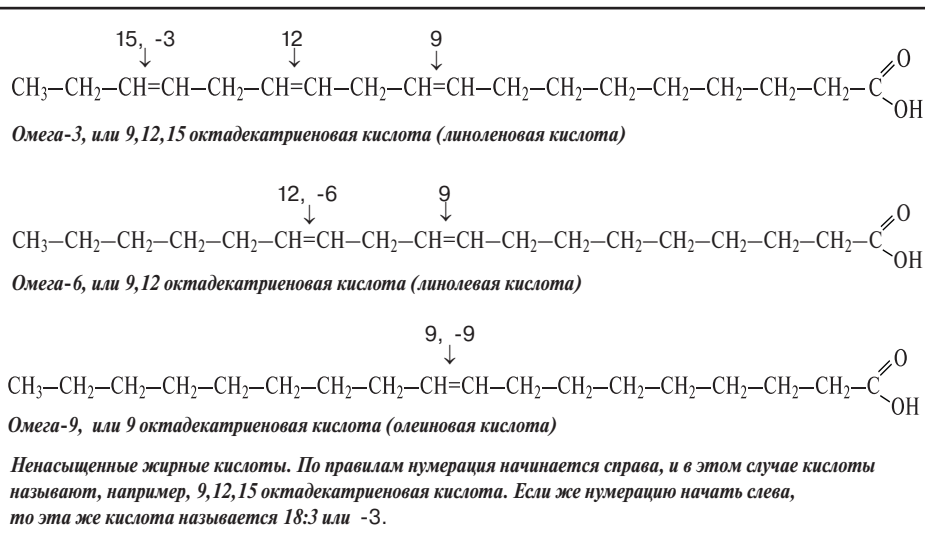 15, -3 12 9
CH₃–CH₂–CH=CH–CH₂–CH=CH–CH₂–CH=CH–CH₂–CH₂–CH₂–CH₂–CH₂–CH₂–CH₂–C
O
OH
Омега-3, или 9,12,15 октадекатриеновая кислота (линоленовая кислота)
12, -6 9
CH₃–CH₂–CH₂–CH₂–CH₂–CH=CH–CH₂–CH=CH–CH₂–CH₂–CH₂–CH₂–CH₂–CH₂–CH₂–C
O
OH
Омега-6, или 9,12 октадекатриеновая кислота (линолевая кислота)
9, -9
CH₃–CH₂–CH₂–CH₂–CH₂–CH₂–CH₂–CH₂–CH=CH–CH₂–CH₂–CH₂–CH₂–CH₂–CH₂–CH₂–C
O
OH
Омега-9, или 9 октадекатриеновая кислота (олеиновая кислота)
Ненасыщенные жирные кислоты. По правилам нумерация начинается справа, и в этом случае кислоты
называют, например, 9,12,15 октадекатриеновая кислота. Если же нумерацию начать слева,
то эта же кислота называется 18:3 или -3.